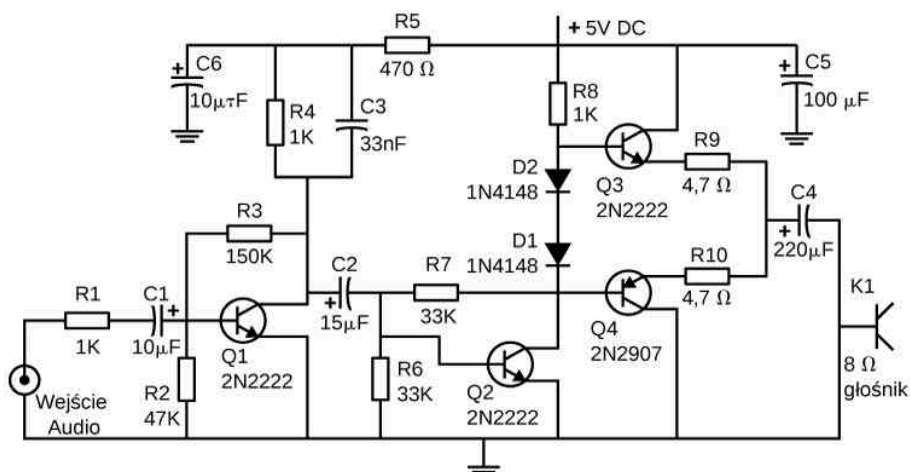 R5
470 Ω
+ 5V DC
+ C6
10μτF
R4
1K
C3
33nF
R8
1K
+ C5
100 μF
D2
1N4148
Q3
2N2222
R9
4,7 Ω
R3
150K
D1
1N4148
C4
+
220μF
R1
1K
C1
+
10μF
C2
+
15μF
R7
33K
R10
4,7 Ω
Q4
2N2907
K1
8 Ω
głośnik
Q1
2N2222
R2
47K
R6
33K
Q2
2N2222
Wejście
Audio